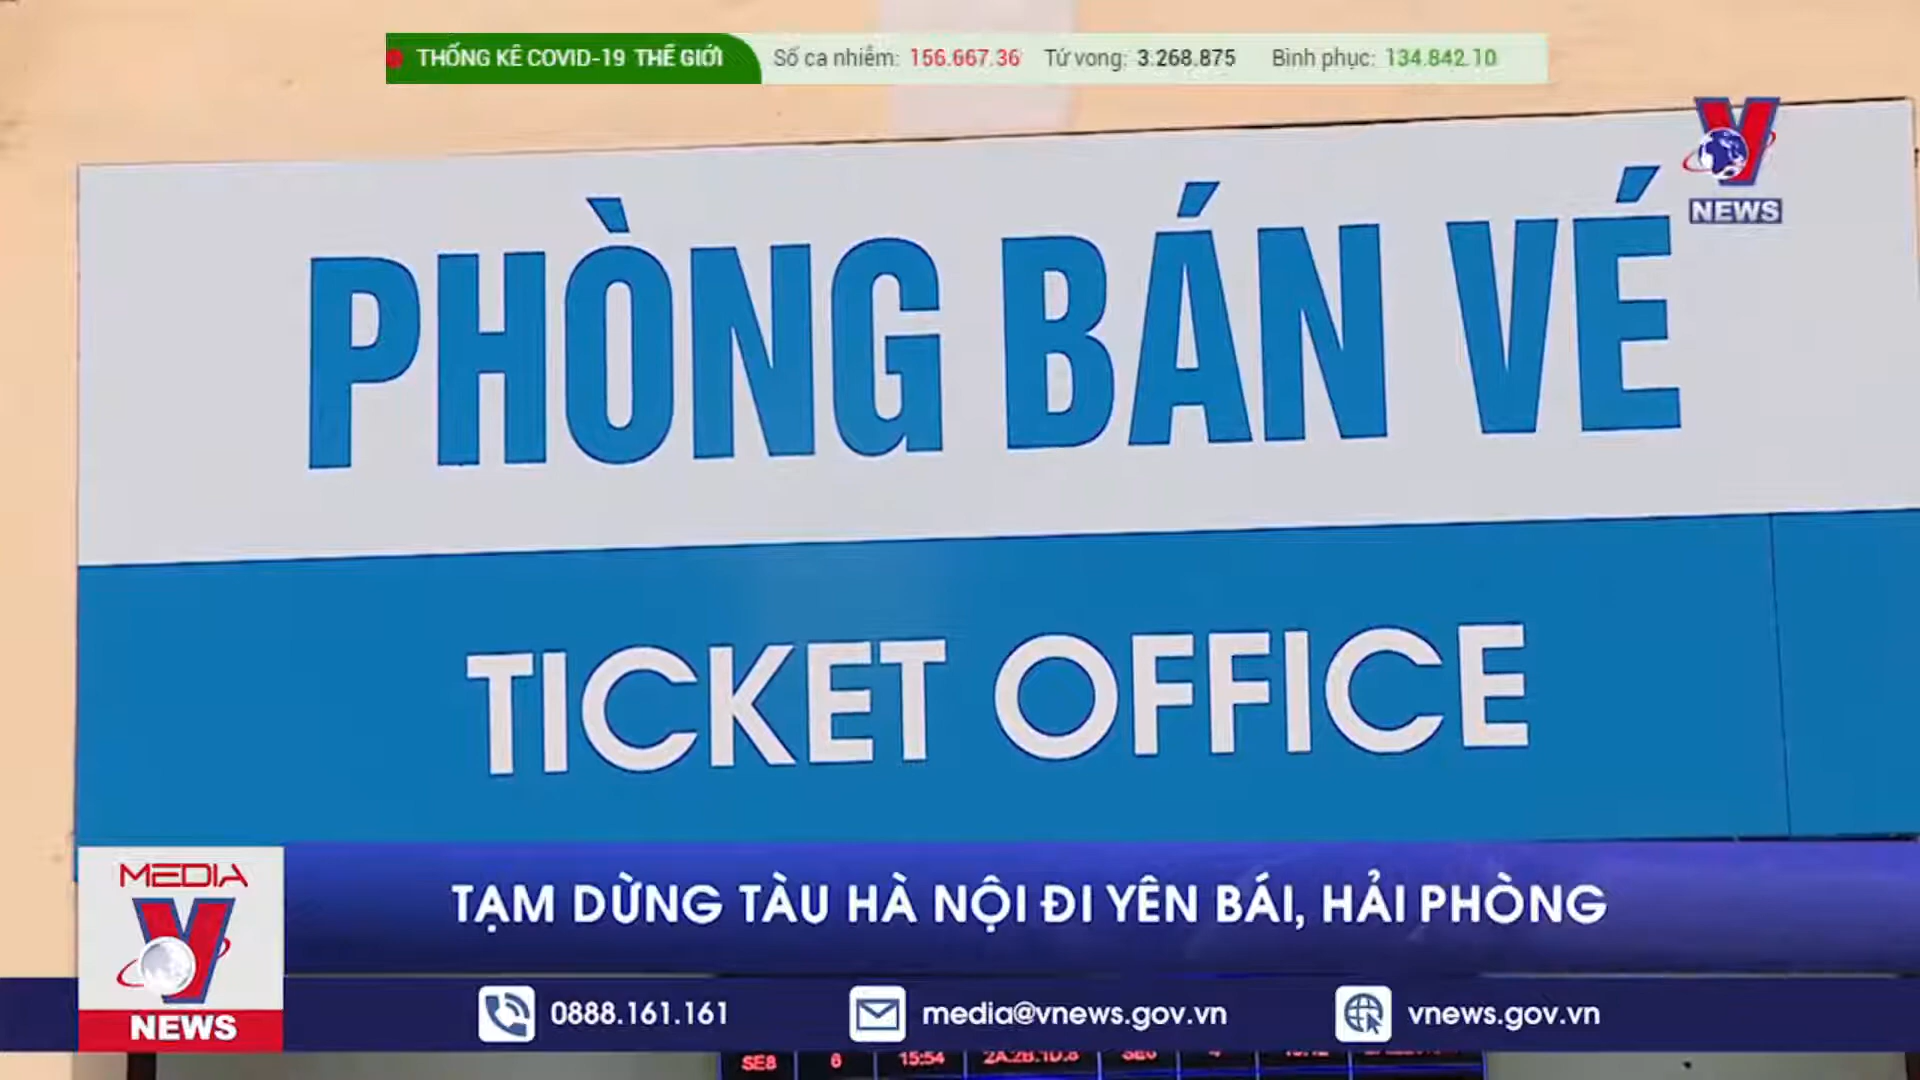 THỐNG KÊ COVID-19 THẾ GIỚI Số ca nhiễm: 156.667.36 Tử vong: 3.268.875 Bình phục: 134.842.10
NEWS
PHÒNG BÁN VÉ
TICKET OFFICE
MEDIA
NEWS
TẠM DỪNG TÀU HÀ NỘI ĐI YÊN BÁI, HẢI PHÒNG
0888.161.161 media@vnews.gov.vn vnews.gov.vn
SE8 6 15:54